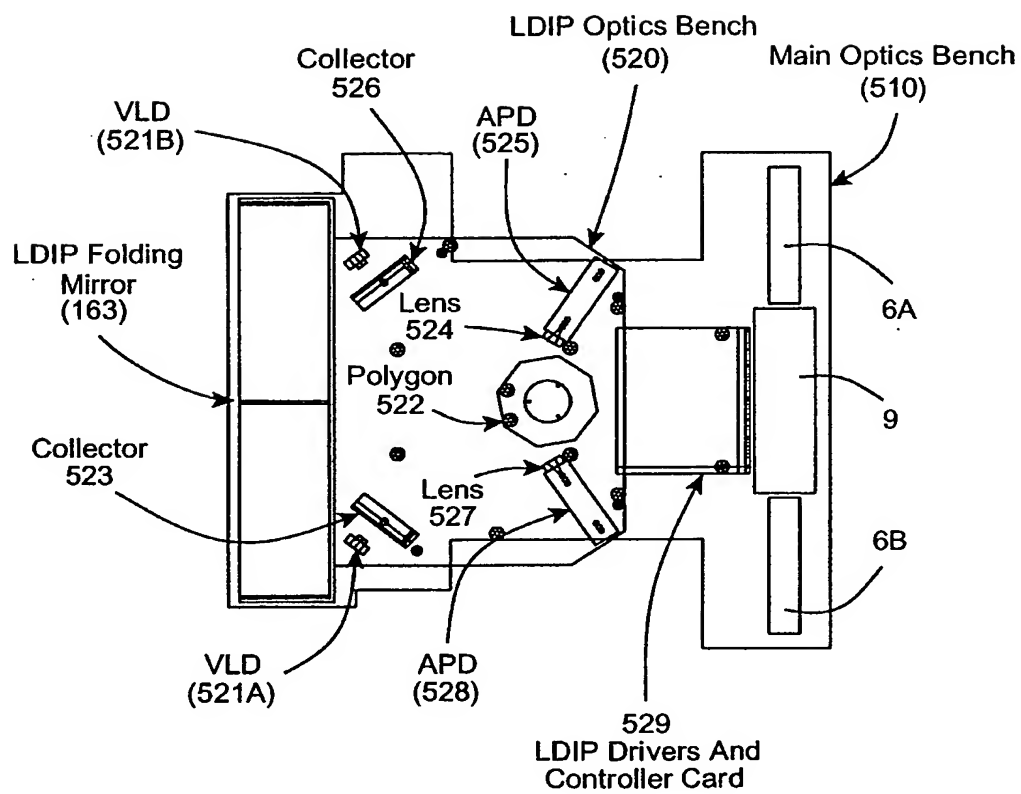 LDIP Optics Bench
(520)
Main Optics Bench
(510)
Collector
526
VLD
(521B)
APD
(525)
LDIP Folding
Mirror
(163)
Lens
524
6A
Polygon
522
9
Collector
523
Lens
527
6B
VLD
(521A)
APD
(528)
529
LDIP Drivers And
Controller Card